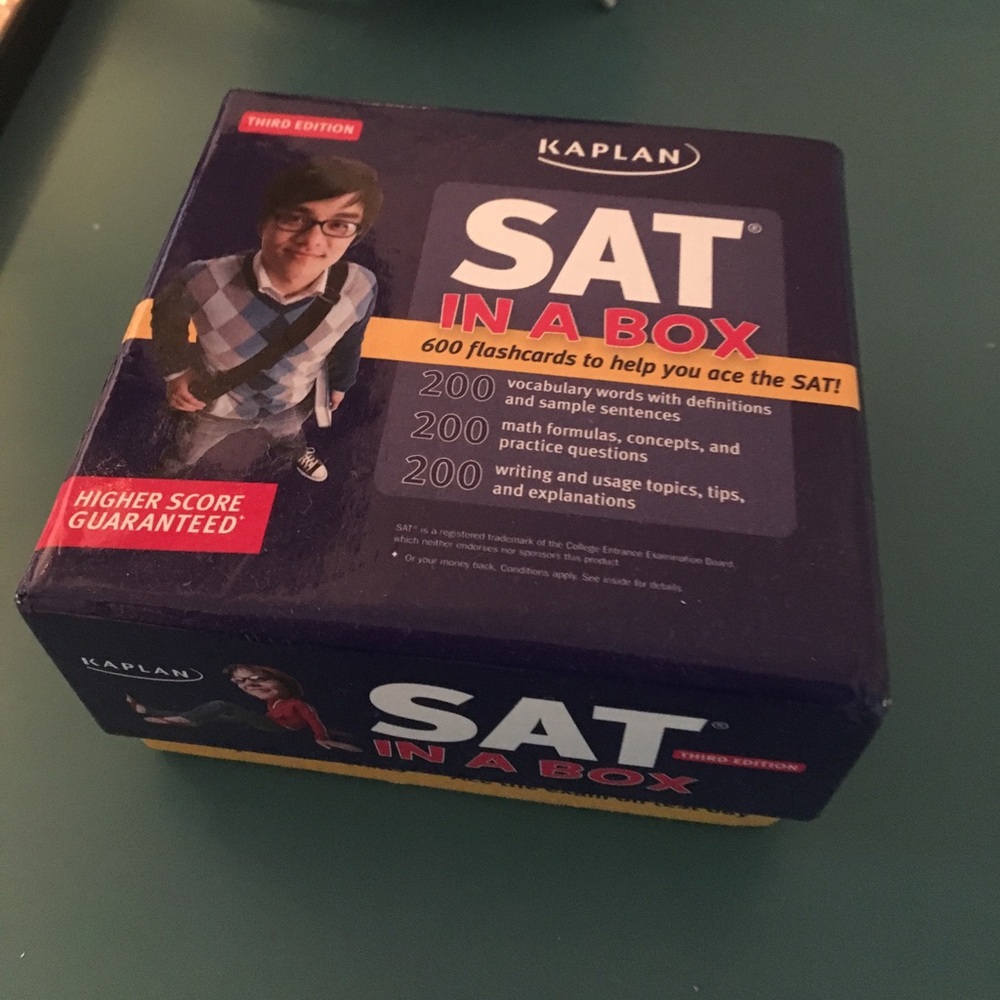 THIRD EDITION
KAPLAN
SAT®
IN A BOX
600 flashcards to help you ace the SAT!
200 vocabulary words with definitions
and sample sentences
200 math formulas, concepts, and
practice questions
200 writing and usage topics, tips,
and explanations
HIGHER SCORE
GUARANTEED*
SAT® is a registered trademark of the College Entrance Examination Board,
which neither endorses nor sponsors this product.
* Or your money back. Conditions apply. See inside for details.
KAPLAN
SAT®
IN A BOX
THIRD EDITION